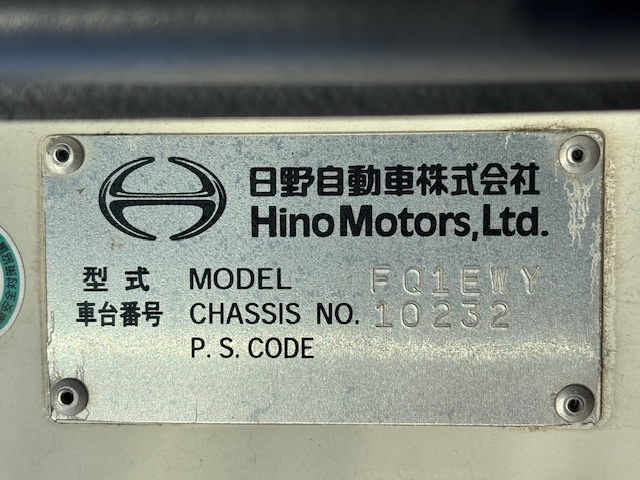 日野自動車株式会社
Hino Motors, Ltd.
型式 MODEL FQ1EWY
車台番号 CHASSIS NO. 10232
P. S. CODE